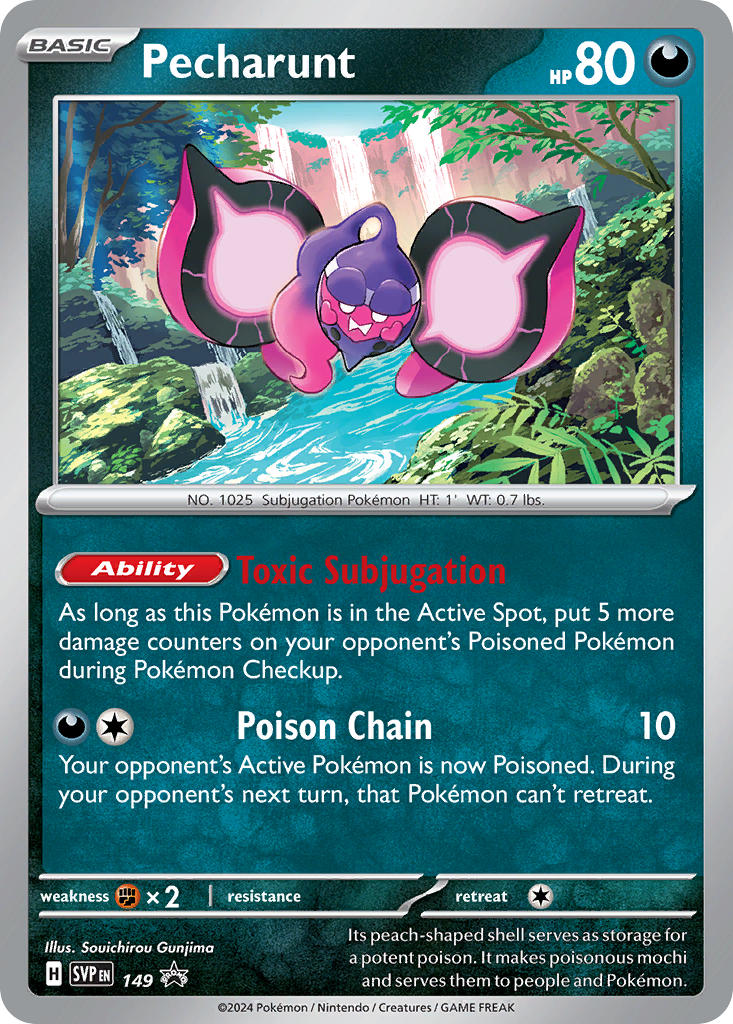 BASIC
Pecharunt
HP 80
NO. 1025 Subjugation Pokémon HT: 1' WT: 0.7 lbs.
Ability Toxic Subjugation
As long as this Pokémon is in the Active Spot, put 5 more
damage counters on your opponent's Poisoned Pokémon
during Pokémon Checkup.
Poison Chain 10
Your opponent's Active Pokémon is now Poisoned. During
your opponent's next turn, that Pokémon can't retreat.
weakness ×2 resistance retreat
Illus. Souichirou Gunjima
H SVP EN 149 PROMO
Its peach-shaped shell serves as storage for
a potent poison. It makes poisonous mochi
and serves them to people and Pokémon.
©2024 Pokémon / Nintendo / Creatures / GAME FREAK